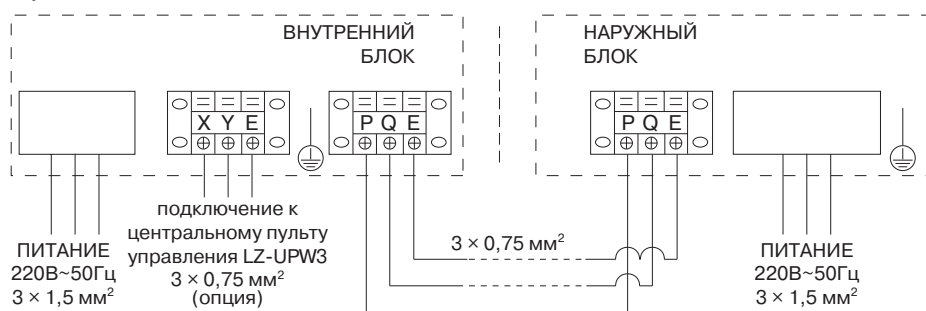 ВНУТРЕННИЙ
БЛОК
НАРУЖНЫЙ
БЛОК
X Y E
P Q E
P Q E
подключение к
центральному пульту
управления LZ-UPW3
3 × 0,75 мм²
(опция)
ПИТАНИЕ
220В~50Гц
3 × 1,5 мм²
3 × 0,75 мм²
ПИТАНИЕ
220В~50Гц
3 × 1,5 мм²